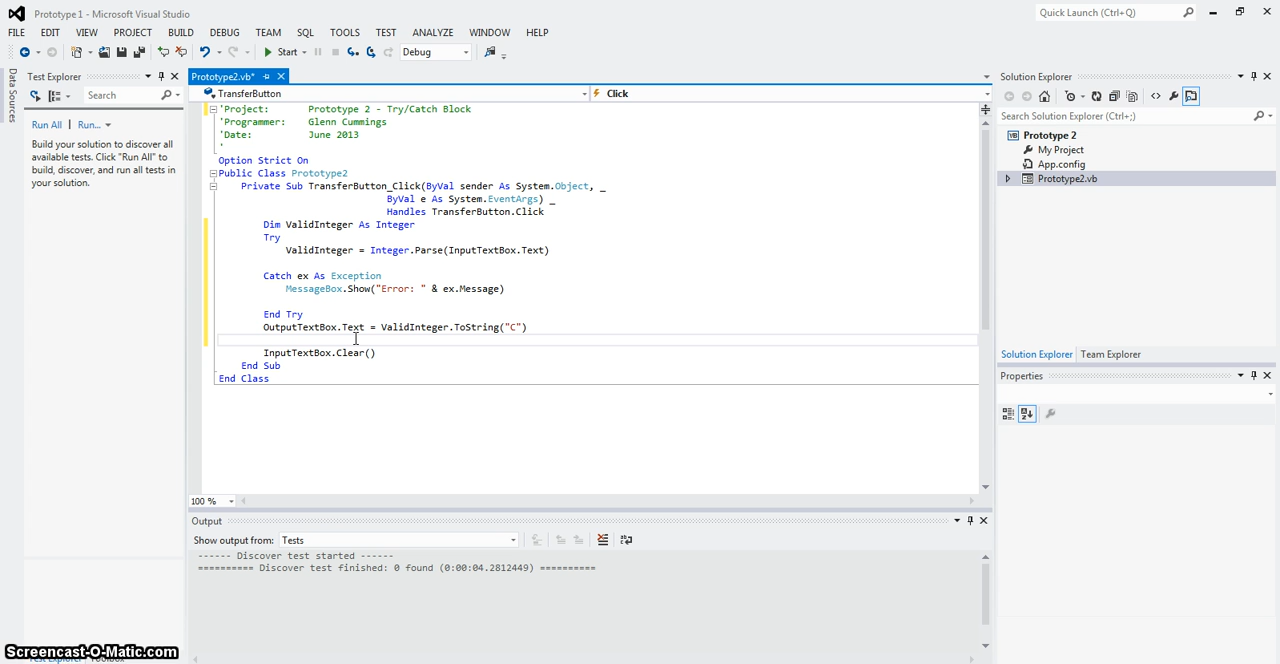 Prototype 1 - Microsoft Visual Studio
Quick Launch (Ctrl+Q)
FILE EDIT VIEW PROJECT BUILD DEBUG TEAM SQL TOOLS TEST ANALYZE WINDOW HELP
Start Debug
Data Sources
Test Explorer
Search
Run All | Run...
Build your solution to discover all
available tests. Click "Run All" to
build, discover, and run all tests in
your solution.
Prototype2.vb*
TransferButton
Click
'Project: Prototype 2 - Try/Catch Block
'Programmer: Glenn Cummings
'Date: June 2013
'
Option Strict On
Public Class Prototype2
Private Sub TransferButton_Click(ByVal sender As System.Object, _
ByVal e As System.EventArgs) _
Handles TransferButton.Click
Dim ValidInteger As Integer
Try
ValidInteger = Integer.Parse(InputTextBox.Text)
Catch ex As Exception
MessageBox.Show("Error: " & ex.Message)
End Try
OutputTextBox.Text = ValidInteger.ToString("C")
InputTextBox.Clear()
End Sub
End Class
100 %
Output
Show output from: Tests
------ Discover test started ------
========== Discover test finished: 0 found (0:00:04.2812449) ==========
Solution Explorer
Search Solution Explorer (Ctrl+;)
Prototype 2
My Project
App.config
Prototype2.vb
Solution Explorer Team Explorer
Properties
Screencast-O-Matic.com